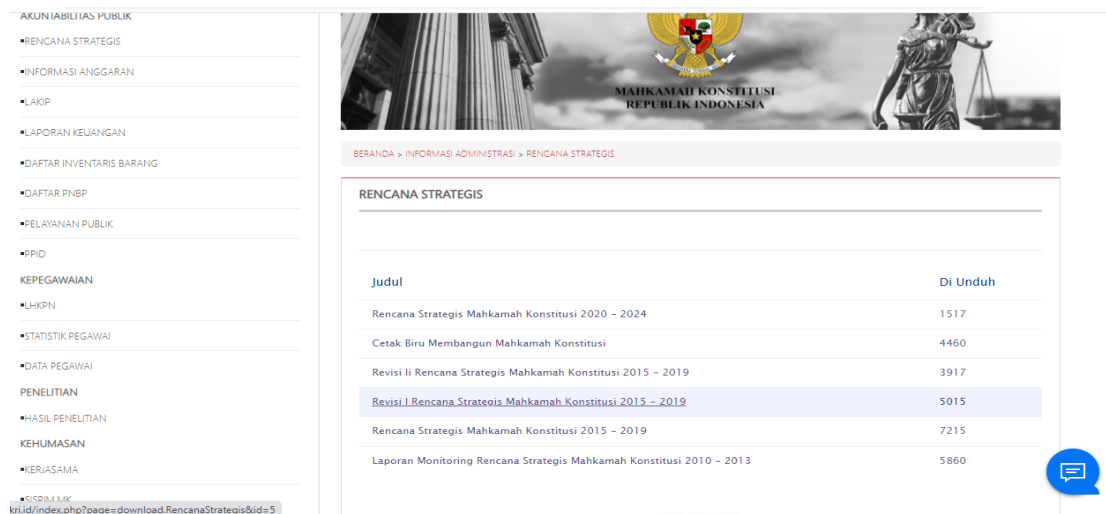 AKUNTABILITAS PUBLIK
▪RENCANA STRATEGIS
▪INFORMASI ANGGARAN
▪LAKIP
▪LAPORAN KEUANGAN
▪DAFTAR INVENTARIS BARANG
▪DAFTAR PNBP
▪PELAYANAN PUBLIK
▪PPID
KEPEGAWAIAN
▪LHKPN
▪STATISTIK PEGAWAI
▪DATA PEGAWAI
PENELITIAN
▪HASIL PENELITIAN
KEHUMASAN
▪KERJASAMA
▪SISPIM MK
kri.id/index.php?page=download.RencanaStrategis&id=5
MAHKAMAH KONSTITUSI
REPUBLIK INDONESIA
BERANDA > INFORMASI ADMINISTRASI > RENCANA STRATEGIS
RENCANA STRATEGIS
Judul Di Unduh
Rencana Strategis Mahkamah Konstitusi 2020 – 2024 1517
Cetak Biru Membangun Mahkamah Konstitusi 4460
Revisi Ii Rencana Strategis Mahkamah Konstitusi 2015 – 2019 3917
Revisi I Rencana Strategis Mahkamah Konstitusi 2015 – 2019 5015
Rencana Strategis Mahkamah Konstitusi 2015 – 2019 7215
Laporan Monitoring Rencana Strategis Mahkamah Konstitusi 2010 – 2013 5860